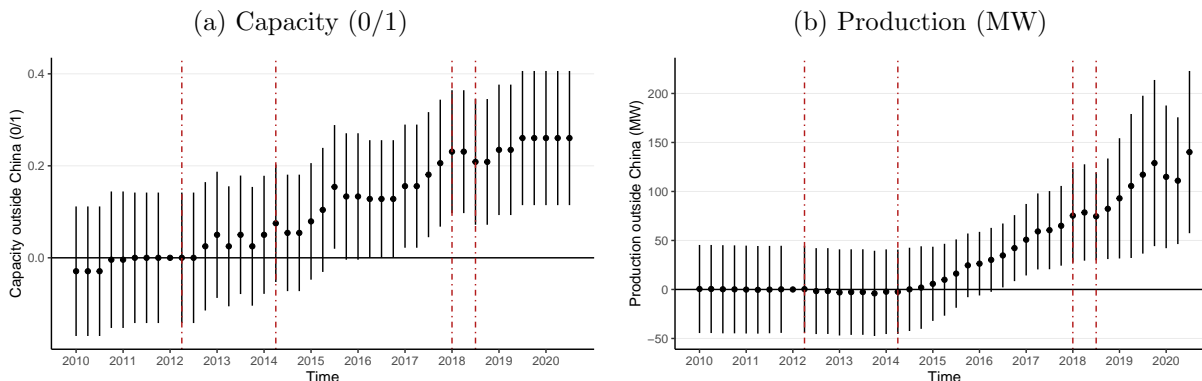 (a) Capacity (0/1)
Capacity outside China (0/1)
0.4
0.2
0.0
2010 2011 2012 2013 2014 2015 2016 2017 2018 2019 2020
Time
(b) Production (MW)
Production outside China (MW)
200
150
100
50
0
−50
2010 2011 2012 2013 2014 2015 2016 2017 2018 2019 2020
Time